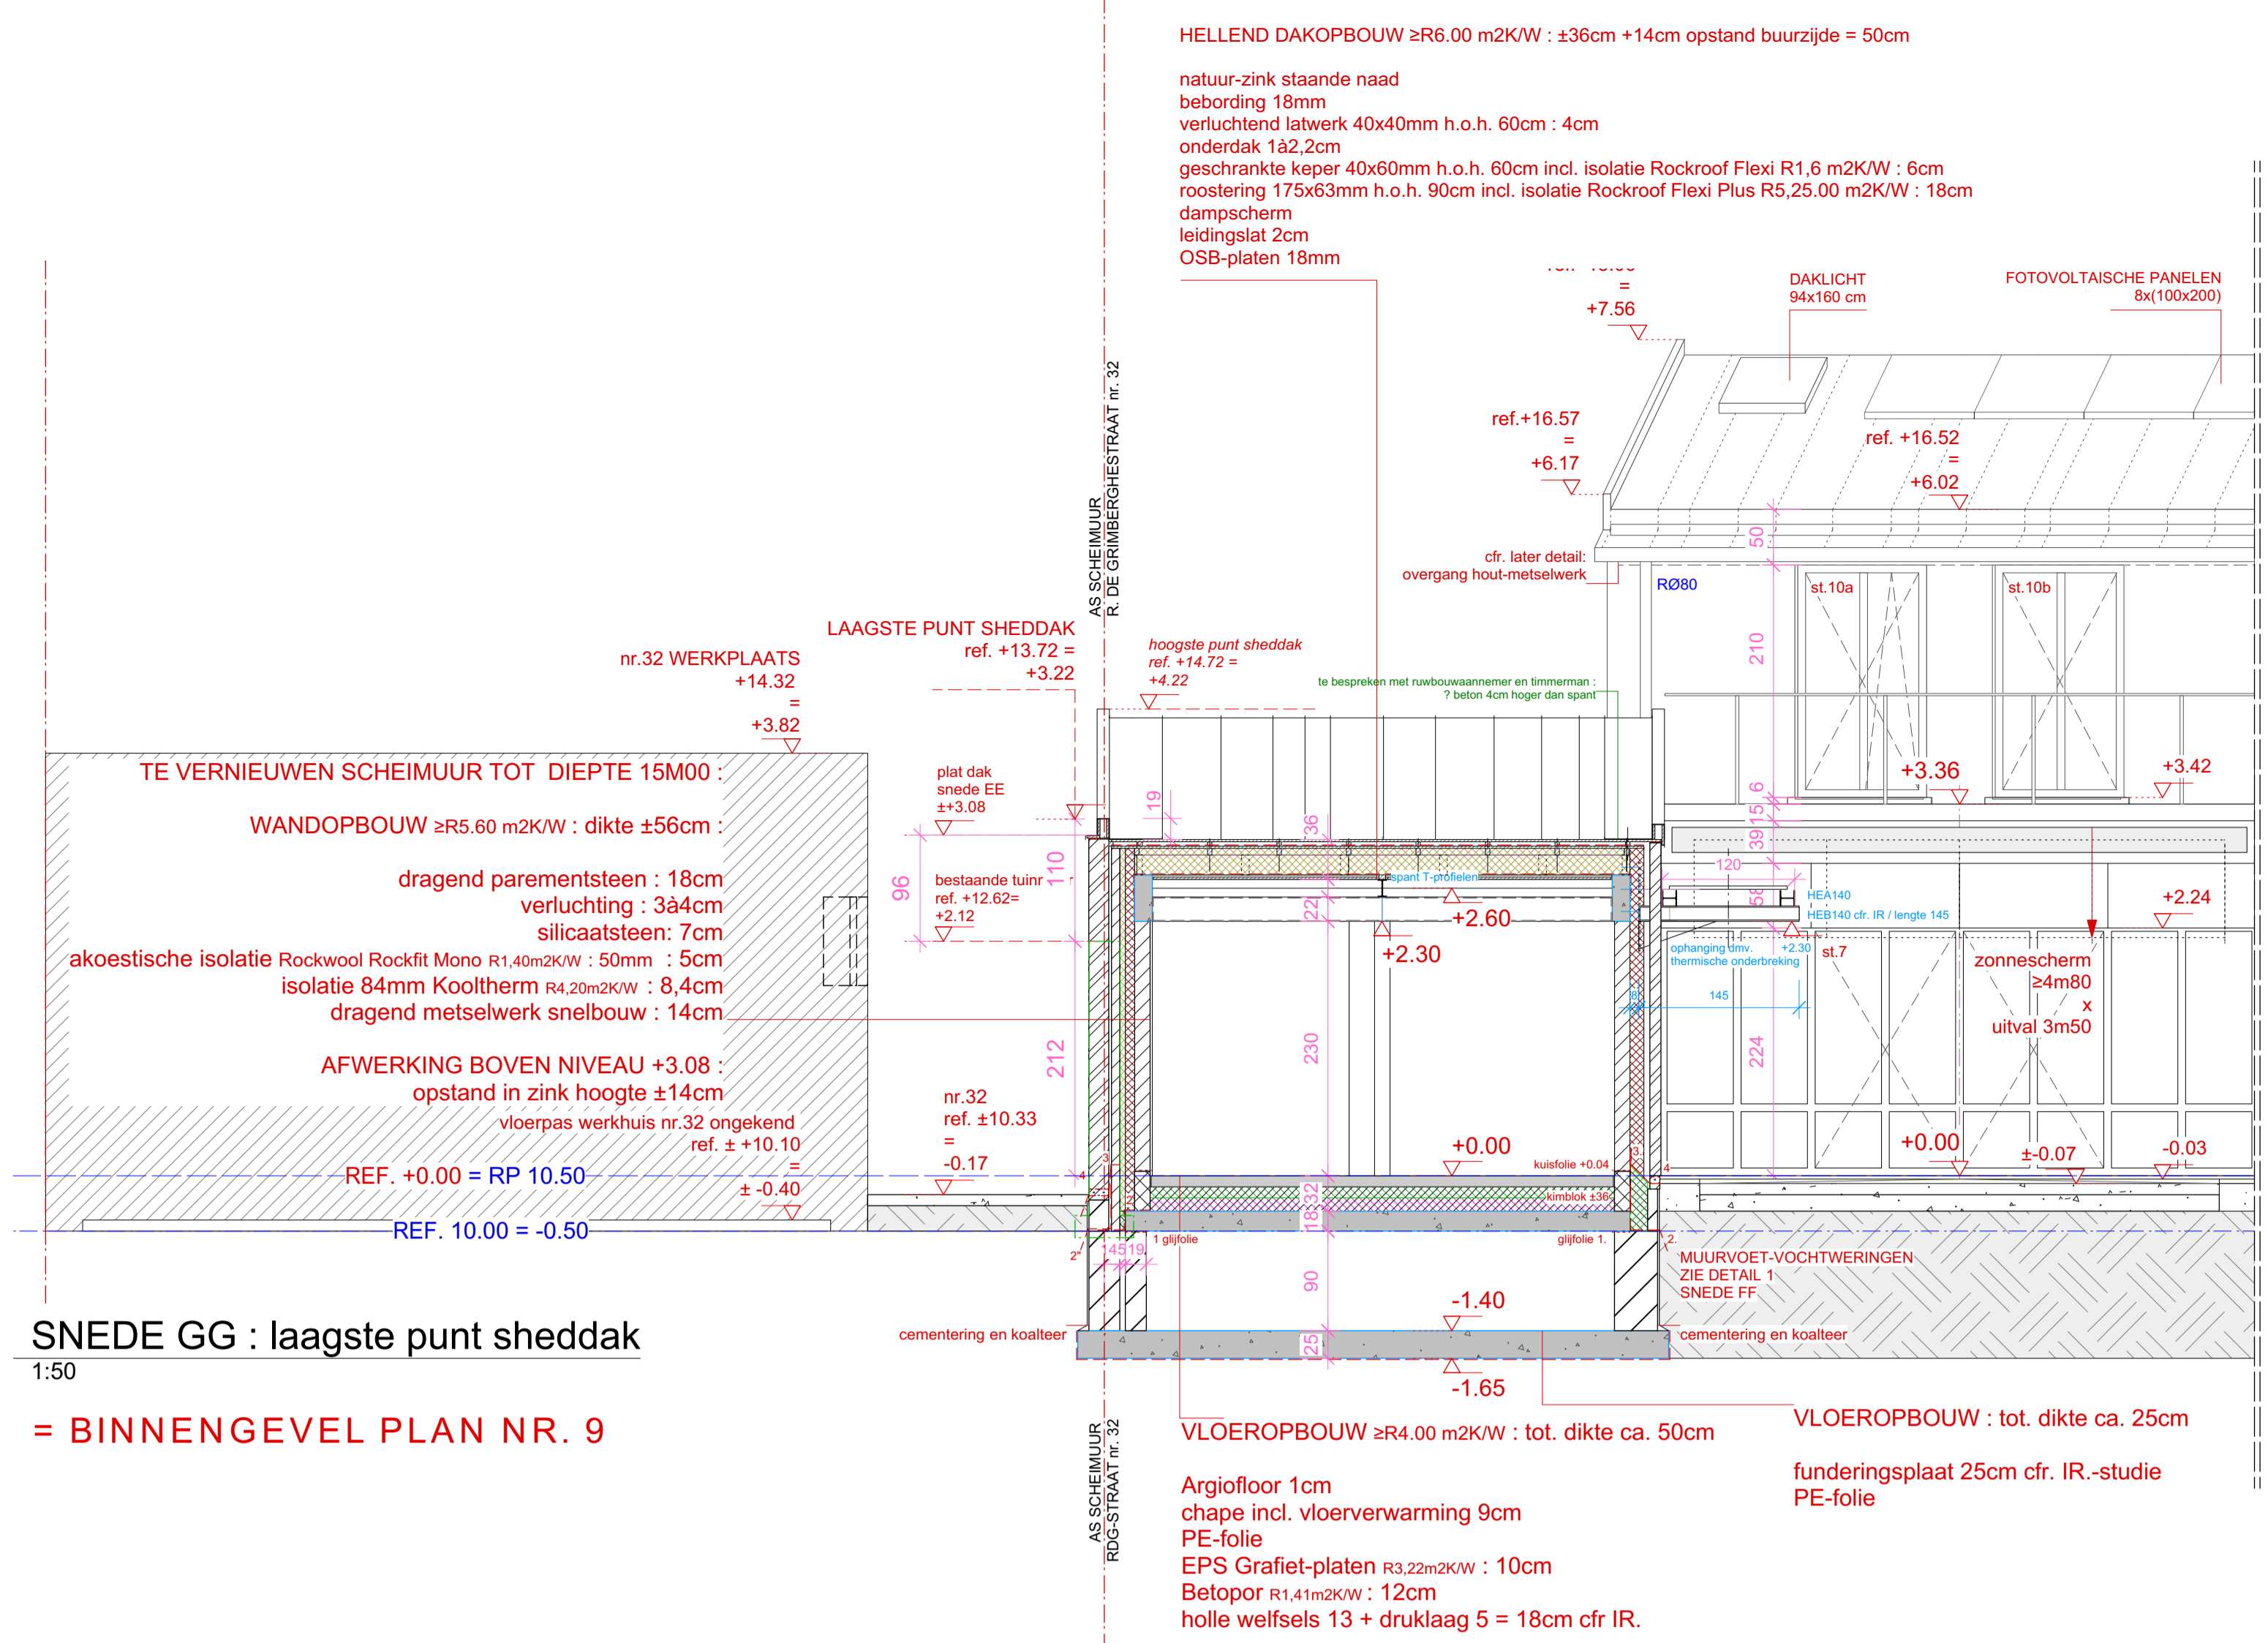 HELLEND DAKOPBOUW ≥R6.00 m2K/W : ±36cm +14cm opstand buurzijde = 50cm
natuur-zink staande naad
bebording 18mm
verluchtend latwerk 40x40mm h.o.h. 60cm : 4cm
onderdak 1à2,2cm
geschrankte keper 40x60mm h.o.h. 60cm incl. isolatie Rockroof Flexi R1,6 m2K/W : 6cm
roostering 175x63mm h.o.h. 90cm incl. isolatie Rockroof Flexi Plus R5,25.00 m2K/W : 18cm
dampscherm
leidingslat 2cm
OSB-platen 18mm
=
+7.56
DAKLICHT
94x160 cm
FOTOVOLTAISCHE PANELEN
8x(100x200)
ref.+16.57
=
+6.17
ref. +16.52
=
+6.02
AS SCHEIMUUR
R. DE GRIMBERGHESTRAAT nr. 32
cfr. later detail:
overgang hout-metselwerk
RØ80
st.10a
st.10b
50
210
6
15
39
58
224
LAAGSTE PUNT SHEDDAK
ref. +13.72 =
+3.22
hoogste punt sheddak
ref. +14.72 =
+4.22
te bespreken met ruwbouwaannemer en timmerman :
? beton 4cm hoger dan spant
nr.32 WERKPLAATS
+14.32
=
+3.82
TE VERNIEUWEN SCHEIMUUR TOT DIEPTE 15M00 :
WANDOPBOUW ≥R5.60 m2K/W : dikte ±56cm :
dragend parementsteen : 18cm
verluchting : 3à4cm
silicaatsteen: 7cm
akoestische isolatie Rockwool Rockfit Mono R1,40m2K/W : 50mm : 5cm
isolatie 84mm Kooltherm R4,20m2K/W : 8,4cm
dragend metselwerk snelbouw : 14cm
AFWERKING BOVEN NIVEAU +3.08 :
opstand in zink hoogte ±14cm
vloerpas werkhuis nr.32 ongekend
ref. ± +10.10
=
± -0.40
REF. +0.00 = RP 10.50
REF. 10.00 = -0.50
plat dak
snede EE
±+3.08
96
110
bestaande tuinr
ref. +12.62=
+2.12
212
nr.32
ref. ±10.33
=
-0.17
19
36
22
230
32
18
90
25
spant T-profielen
+2.60
+2.30
+0.00
kuisfolie +0.04
kimblok ±36
1 glijfolie
glijfolie 1.
45
19
2"
2.
2.
3
3.
4
4
-1.40
-1.65
cementering en koalteer
cementering en koalteer
+3.36
+3.42
120
HEA140
HEB140 cfr. IR / lengte 145
+2.24
ophanging dmv.
thermische onderbreking
+2.30
st.7
8
145
zonnescherm
≥4m80
x
uitval 3m50
+0.00
±-0.07
-0.03
MUURVOET-VOCHTWERINGEN
ZIE DETAIL 1
SNEDE FF
SNEDE GG : laagste punt sheddak
1:50
= BINNENGEVEL PLAN NR. 9
AS SCHEIMUUR
RDG-STRAAT nr. 32
VLOEROPBOUW ≥R4.00 m2K/W : tot. dikte ca. 50cm
Argiofloor 1cm
chape incl. vloerverwarming 9cm
PE-folie
EPS Grafiet-platen R3,22m2K/W : 10cm
Betopor R1,41m2K/W : 12cm
holle welfsels 13 + druklaag 5 = 18cm cfr IR.
VLOEROPBOUW : tot. dikte ca. 25cm
funderingsplaat 25cm cfr. IR.-studie
PE-folie